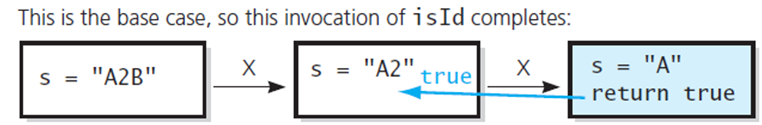 This is the base case, so this invocation of isId completes:
s = "A2B"
X
s = "A2"
true
X
s = "A"
return true